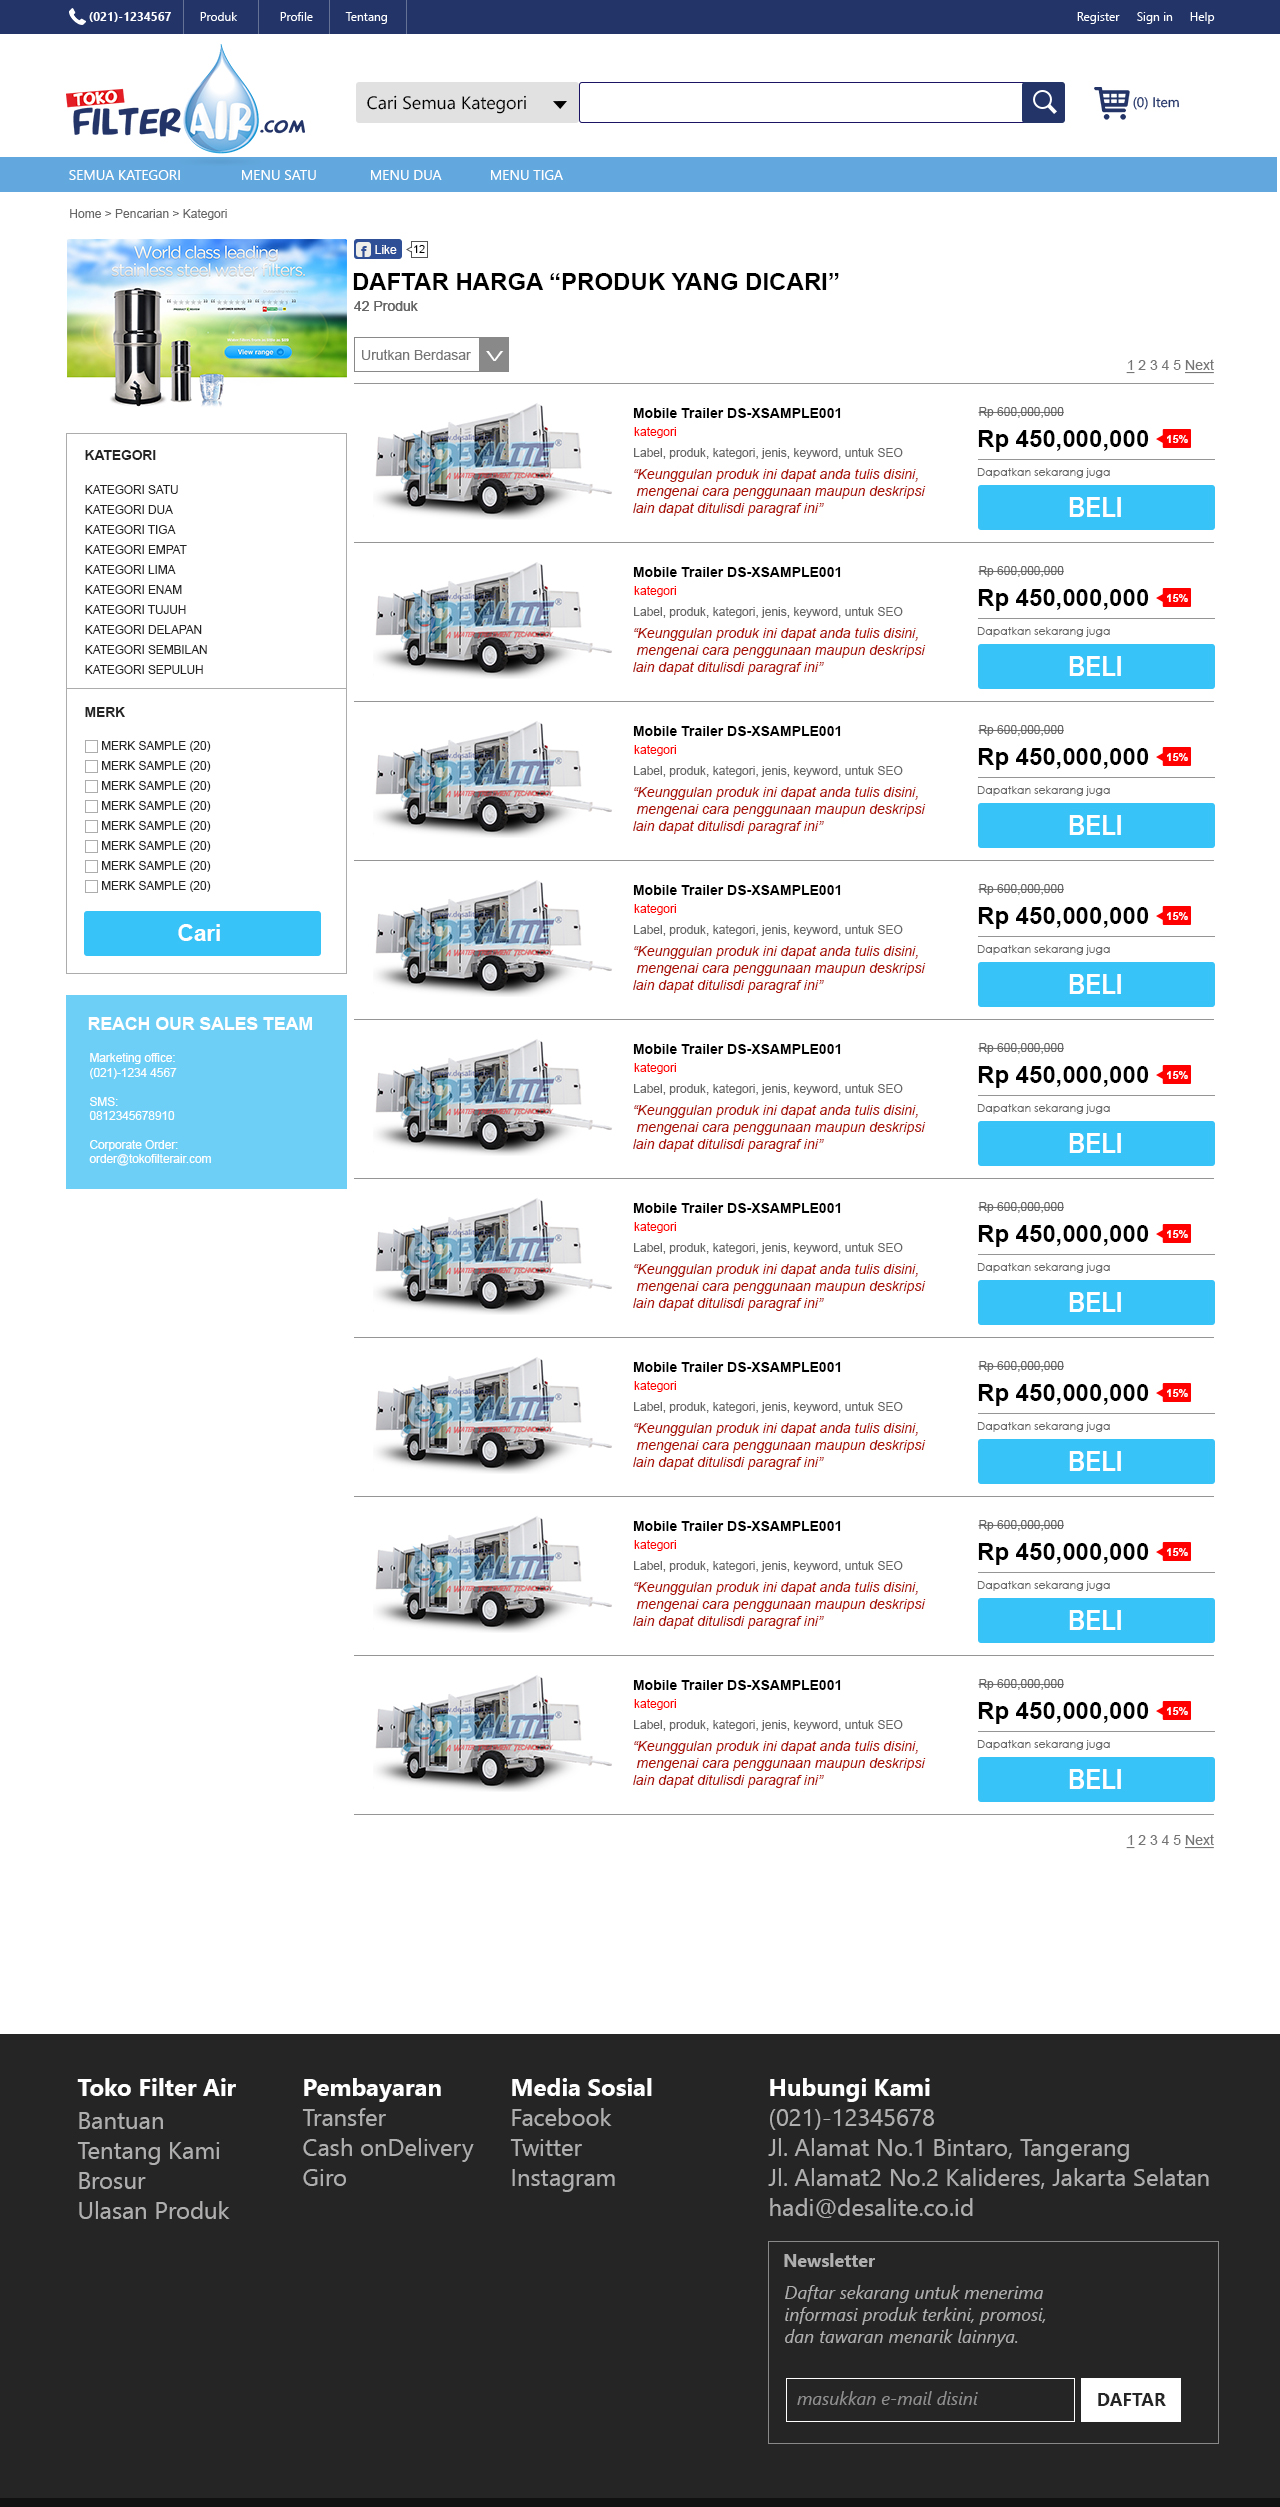 (021)-1234567
Produk
Profile
Tentang
Register
Sign in
Help
TOKO
FILTER AIR.COM
Cari Semua Kategori
(0) Item
SEMUA KATEGORI
MENU SATU
MENU DUA
MENU TIGA
Home > Pencarian > Kategori
World class leading
stainless steel water filters.
View range
Like
12
DAFTAR HARGA “PRODUK YANG DICARI”
42 Produk
Urutkan Berdasar
1 2 3 4 5 Next
KATEGORI
KATEGORI SATU
KATEGORI DUA
KATEGORI TIGA
KATEGORI EMPAT
KATEGORI LIMA
KATEGORI ENAM
KATEGORI TUJUH
KATEGORI DELAPAN
KATEGORI SEMBILAN
KATEGORI SEPULUH
MERK
MERK SAMPLE (20)
MERK SAMPLE (20)
MERK SAMPLE (20)
MERK SAMPLE (20)
MERK SAMPLE (20)
MERK SAMPLE (20)
MERK SAMPLE (20)
MERK SAMPLE (20)
Cari
REACH OUR SALES TEAM
Marketing office:
(021)-1234 4567
SMS:
0812345678910
Corporate Order:
order@tokofilterair.com
Mobile Trailer DS-XSAMPLE001
kategori
Label, produk, kategori, jenis, keyword, untuk SEO
“Keunggulan produk ini dapat anda tulis disini,
mengenai cara penggunaan maupun deskripsi
lain dapat ditulisdi paragraf ini”
Rp 600,000,000
Rp 450,000,000
15%
Dapatkan sekarang juga
BELI
Mobile Trailer DS-XSAMPLE001
kategori
Label, produk, kategori, jenis, keyword, untuk SEO
“Keunggulan produk ini dapat anda tulis disini,
mengenai cara penggunaan maupun deskripsi
lain dapat ditulisdi paragraf ini”
Rp 600,000,000
Rp 450,000,000
15%
Dapatkan sekarang juga
BELI
Mobile Trailer DS-XSAMPLE001
kategori
Label, produk, kategori, jenis, keyword, untuk SEO
“Keunggulan produk ini dapat anda tulis disini,
mengenai cara penggunaan maupun deskripsi
lain dapat ditulisdi paragraf ini”
Rp 600,000,000
Rp 450,000,000
15%
Dapatkan sekarang juga
BELI
Mobile Trailer DS-XSAMPLE001
kategori
Label, produk, kategori, jenis, keyword, untuk SEO
“Keunggulan produk ini dapat anda tulis disini,
mengenai cara penggunaan maupun deskripsi
lain dapat ditulisdi paragraf ini”
Rp 600,000,000
Rp 450,000,000
15%
Dapatkan sekarang juga
BELI
Mobile Trailer DS-XSAMPLE001
kategori
Label, produk, kategori, jenis, keyword, untuk SEO
“Keunggulan produk ini dapat anda tulis disini,
mengenai cara penggunaan maupun deskripsi
lain dapat ditulisdi paragraf ini”
Rp 600,000,000
Rp 450,000,000
15%
Dapatkan sekarang juga
BELI
Mobile Trailer DS-XSAMPLE001
kategori
Label, produk, kategori, jenis, keyword, untuk SEO
“Keunggulan produk ini dapat anda tulis disini,
mengenai cara penggunaan maupun deskripsi
lain dapat ditulisdi paragraf ini”
Rp 600,000,000
Rp 450,000,000
15%
Dapatkan sekarang juga
BELI
Mobile Trailer DS-XSAMPLE001
kategori
Label, produk, kategori, jenis, keyword, untuk SEO
“Keunggulan produk ini dapat anda tulis disini,
mengenai cara penggunaan maupun deskripsi
lain dapat ditulisdi paragraf ini”
Rp 600,000,000
Rp 450,000,000
15%
Dapatkan sekarang juga
BELI
Mobile Trailer DS-XSAMPLE001
kategori
Label, produk, kategori, jenis, keyword, untuk SEO
“Keunggulan produk ini dapat anda tulis disini,
mengenai cara penggunaan maupun deskripsi
lain dapat ditulisdi paragraf ini”
Rp 600,000,000
Rp 450,000,000
15%
Dapatkan sekarang juga
BELI
Mobile Trailer DS-XSAMPLE001
kategori
Label, produk, kategori, jenis, keyword, untuk SEO
“Keunggulan produk ini dapat anda tulis disini,
mengenai cara penggunaan maupun deskripsi
lain dapat ditulisdi paragraf ini”
Rp 600,000,000
Rp 450,000,000
15%
Dapatkan sekarang juga
BELI
1 2 3 4 5 Next
Toko Filter Air
Bantuan
Tentang Kami
Brosur
Ulasan Produk
Pembayaran
Transfer
Cash onDelivery
Giro
Media Sosial
Facebook
Twitter
Instagram
Hubungi Kami
(021)-12345678
Jl. Alamat No.1 Bintaro, Tangerang
Jl. Alamat2 No.2 Kalideres, Jakarta Selatan
hadi@desalite.co.id
Newsletter
Daftar sekarang untuk menerima
informasi produk terkini, promosi,
dan tawaran menarik lainnya.
masukkan e-mail disini
DAFTAR